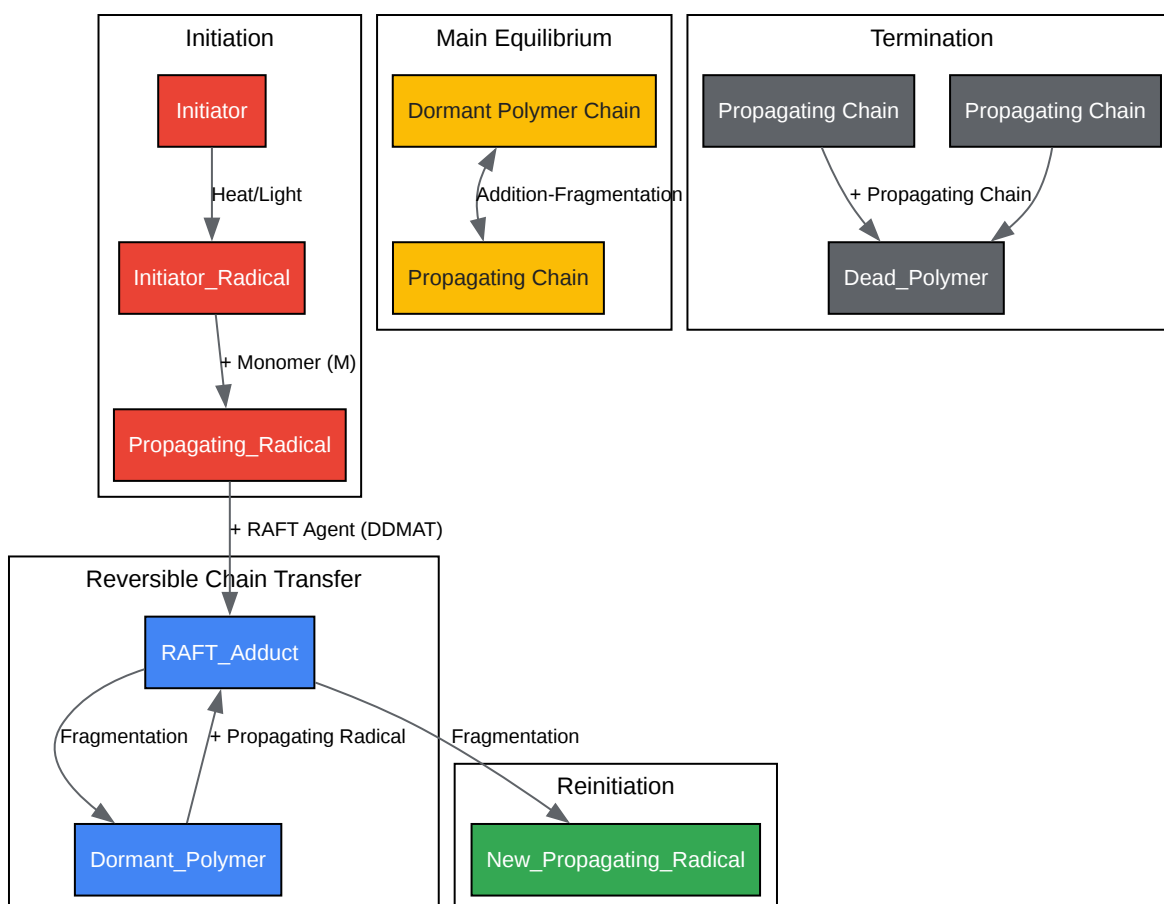 Initiation
Initiator
Heat/Light
Initiator_Radical
+ Monomer (M)
Propagating_Radical
+ RAFT Agent (DDMAT)
Main Equilibrium
Dormant Polymer Chain
Addition-Fragmentation
Propagating Chain
Termination
Propagating Chain
Propagating Chain
+ Propagating Chain
Dead_Polymer
Reversible Chain Transfer
RAFT_Adduct
Fragmentation
+ Propagating Radical
Fragmentation
Dormant_Polymer
Reinitiation
New_Propagating_Radical